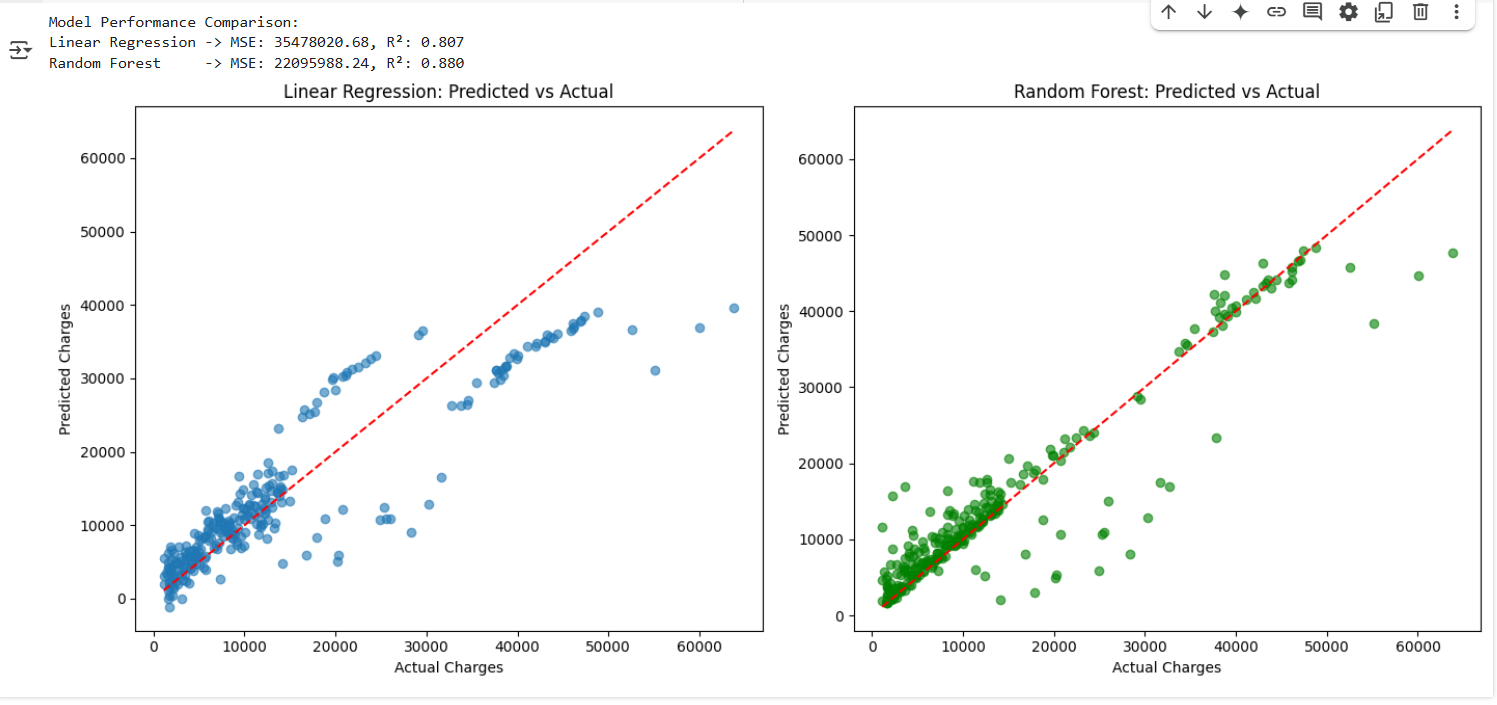 Model Performance Comparison:
Linear Regression -> MSE: 35478020.68, R²: 0.807
Random Forest     -> MSE: 22095988.24, R²: 0.880
Linear Regression: Predicted vs Actual
60000
50000
40000
30000
20000
10000
0
Predicted Charges
0 10000 20000 30000 40000 50000 60000
Actual Charges
Random Forest: Predicted vs Actual
60000
50000
40000
30000
20000
10000
0
Predicted Charges
0 10000 20000 30000 40000 50000 60000
Actual Charges